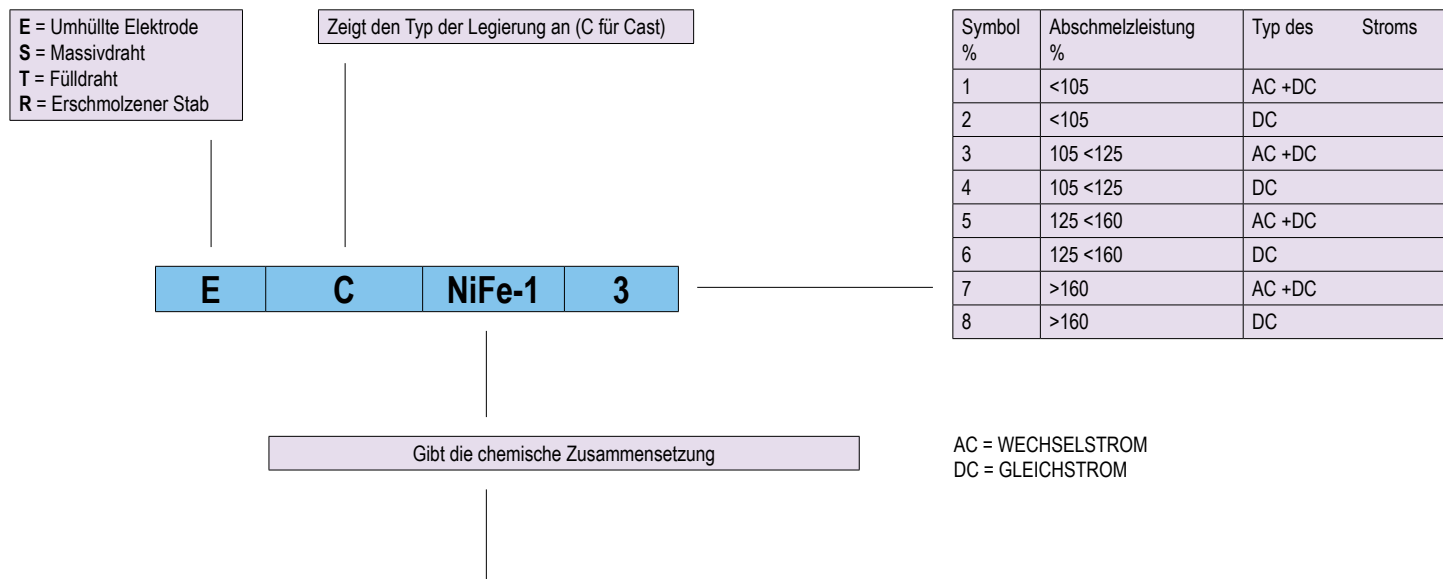 E = Umhüllte Elektrode
S = Massivdraht
T = Fülldraht
R = Erschmolzener Stab
Zeigt den Typ der Legierung an (C für Cast)
Symbol % Abschmelzleistung % Typ des Stroms
1 <105 AC +DC
2 <105 DC
3 105 <125 AC +DC
4 105 <125 DC
5 125 <160 AC +DC
6 125 <160 DC
7 >160 AC +DC
8 >160 DC
E C NiFe-1 3
Gibt die chemische Zusammensetzung
AC = WECHSELSTROM
DC = GLEICHSTROM